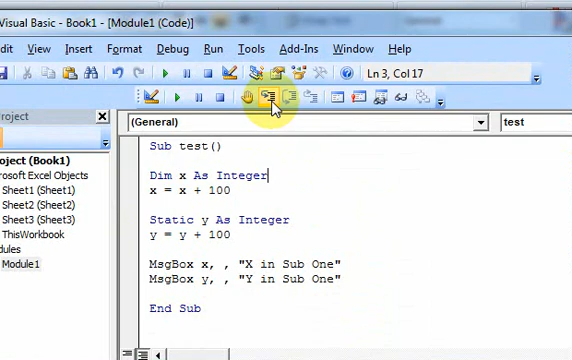 Visual Basic - Book1 - [Module1 (Code)]
View Insert Format Debug Run Tools Add-Ins Window Help
Ln 3, Col 17
(General) test
roject (Book1)
rosoft Excel Objects
Sheet1 (Sheet1)
Sheet2 (Sheet2)
Sheet3 (Sheet3)
ThisWorkbook
dules
Module1
Sub test()
Dim x As Integer
x = x + 100
Static y As Integer
y = y + 100
MsgBox x, , "X in Sub One"
MsgBox y, , "Y in Sub One"
End Sub